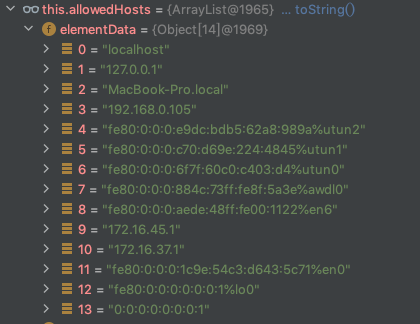 this.allowedHosts = {ArrayList@1965} ... toString()
f elementData = {Object[14]@1969}
0 = "localhost"
1 = "127.0.0.1"
2 = "MacBook-Pro.local"
3 = "192.168.0.105"
4 = "fe80:0:0:0:e9dc:bdb5:62a8:989a%utun2"
5 = "fe80:0:0:0:c70:d69e:224:4845%utun1"
6 = "fe80:0:0:0:6f7f:60c0:c403:d4%utun0"
7 = "fe80:0:0:0:884c:73ff:fe8f:5a3e%awdl0"
8 = "fe80:0:0:0:aede:48ff:fe00:1122%en6"
9 = "172.16.45.1"
10 = "172.16.37.1"
11 = "fe80:0:0:0:1c9e:54c3:d643:5c71%en0"
12 = "fe80:0:0:0:0:0:0:1%lo0"
13 = "0:0:0:0:0:0:0:1"